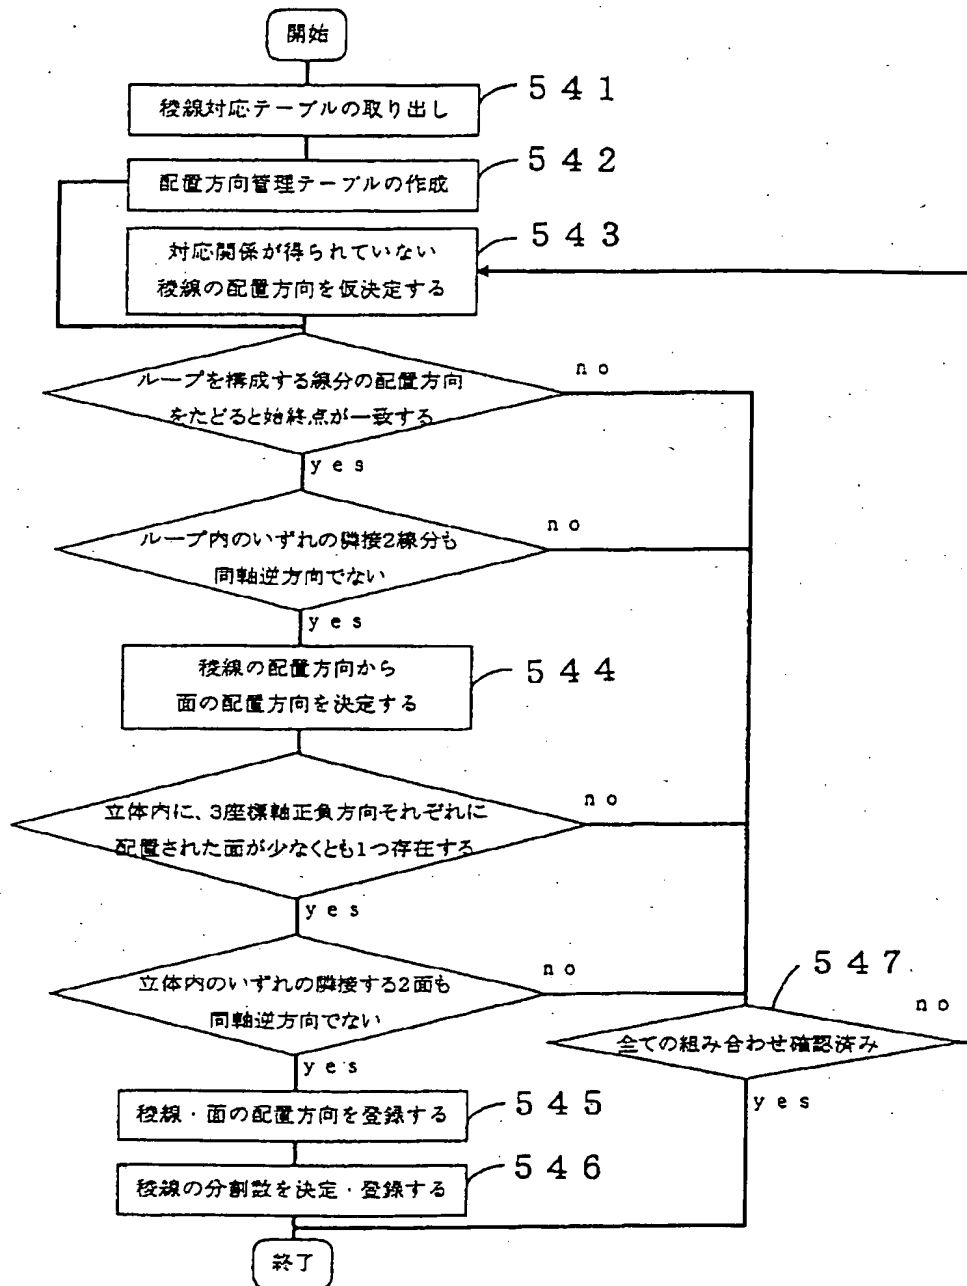 開始
稜線対応テーブルの取り出し
541
配置方向管理テーブルの作成
542
対応関係が得られていない
稜線の配置方向を仮決定する
543
ループを構成する線分の配置方向
をたどると始終点が一致する
no
yes
ループ内のいずれの隣接2線分も
同軸逆方向でない
no
yes
稜線の配置方向から
面の配置方向を決定する
544
立体内に、3座標軸正負方向それぞれに
配置された面が少なくとも1つ存在する
no
yes
立体内のいずれの隣接する2面も
同軸逆方向でない
no
yes
547
全ての組み合わせ確認済み
no
yes
稜線・面の配置方向を登録する
545
稜線の分割数を決定・登録する
546
終了